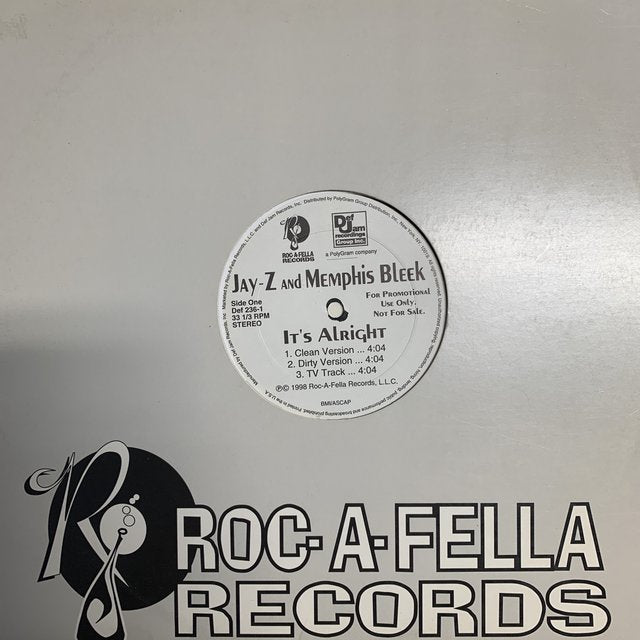 R
ROC-A-FELLA
RECORDS
Def
Jam
recordings
Group Inc.
a PolyGram company
JAY-Z AND MEMPHIS BLEEK
Side One
Def 236-1
33 1/3 RPM
STEREO
FOR PROMOTIONAL
USE ONLY.
NOT FOR SALE.
IT'S ALRIGHT
1. Clean Version ... 4:04
2. Dirty Version ... 4:04
3. TV Track ... 4:04
℗© 1998 Roc-A-Fella Records, L.L.C.
BMI/ASCAP
R
ROC-A-FELLA
RECORDS